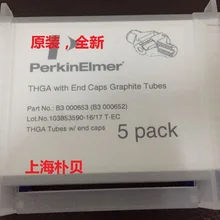 原装，全新
PerkinElmer
THGA with End Caps Graphite Tubes
Part No.: B3 000653 (B3 000652)
Lot.No.103853590-16/17 T-EC
THGA Tubes w/ end caps
5 pack
上海朴贝